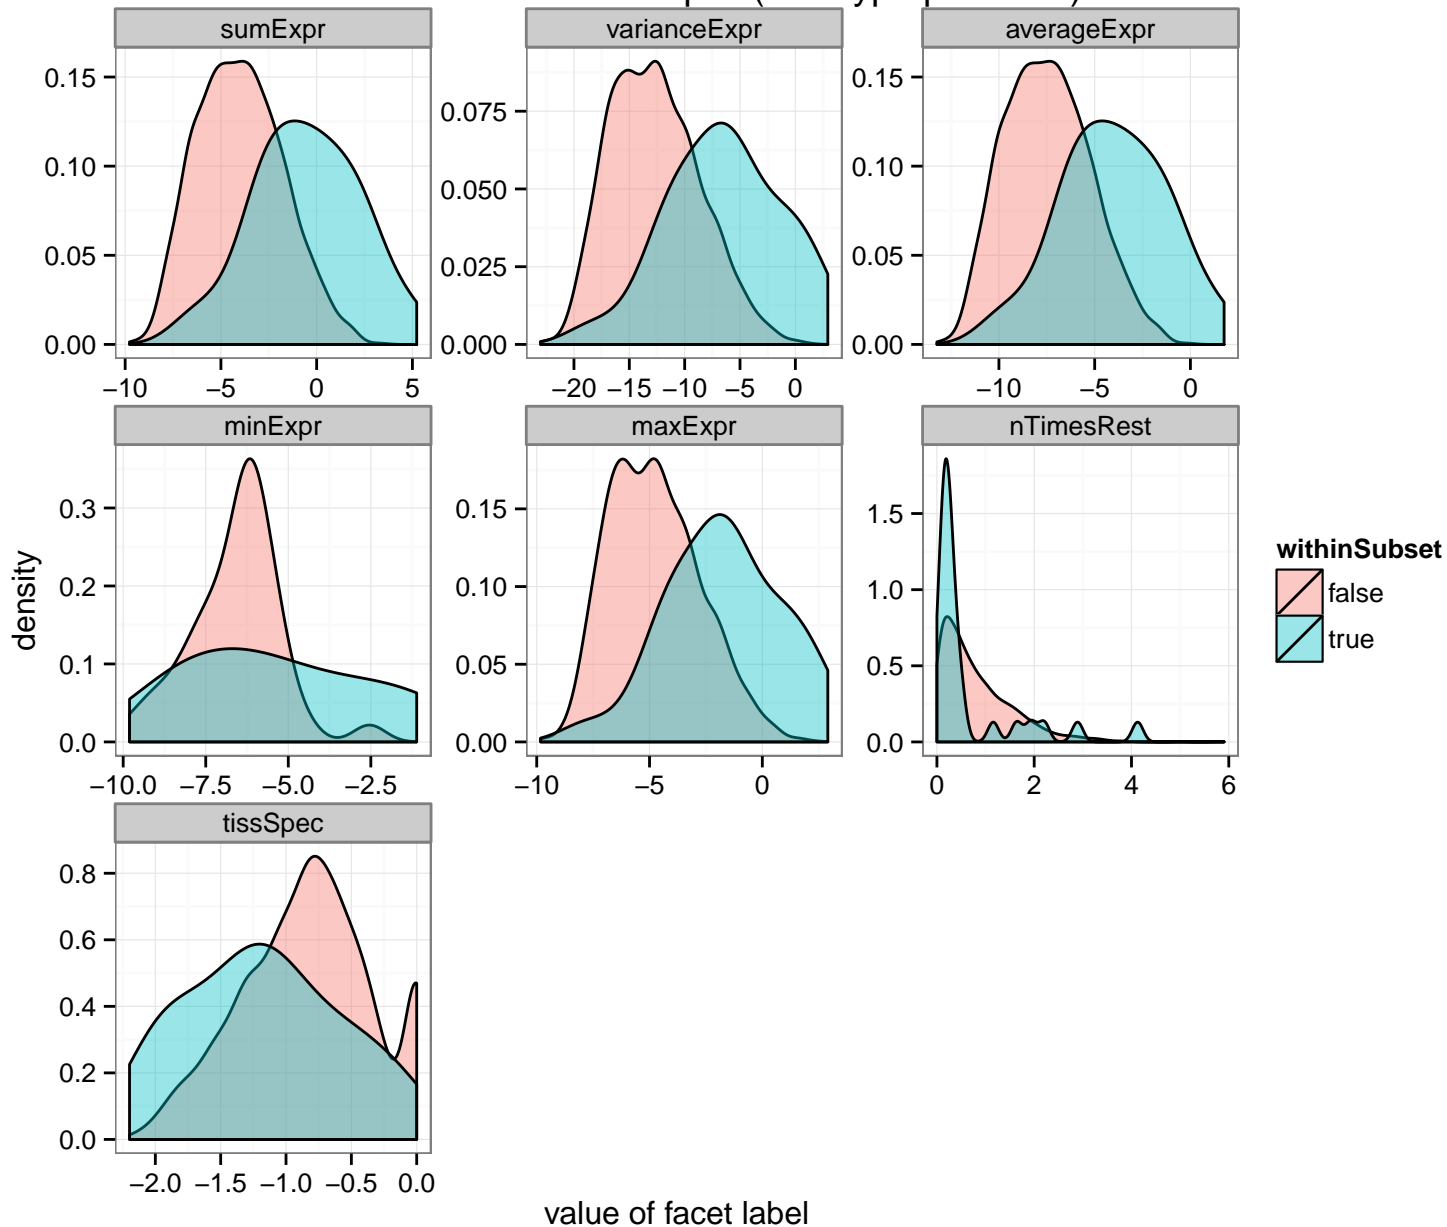 sumExpr varianceExpr averageExpr
0.15 0.10 0.05 0.00
−10 −5 0 5
0.075 0.050 0.025 0.000
−20 −15 −10 −5 0
0.15 0.10 0.05 0.00
−10 −5 0
minExpr maxExpr nTimesRest
0.3 0.2 0.1 0.0
−10.0 −7.5 −5.0 −2.5
0.15 0.10 0.05 0.00
−10 −5 0
1.5 1.0 0.5 0.0
0 2 4 6
tissSpec
0.8 0.6 0.4 0.2 0.0
−2.0 −1.5 −1.0 −0.5 0.0
density
value of facet label
withinSubset
false
true